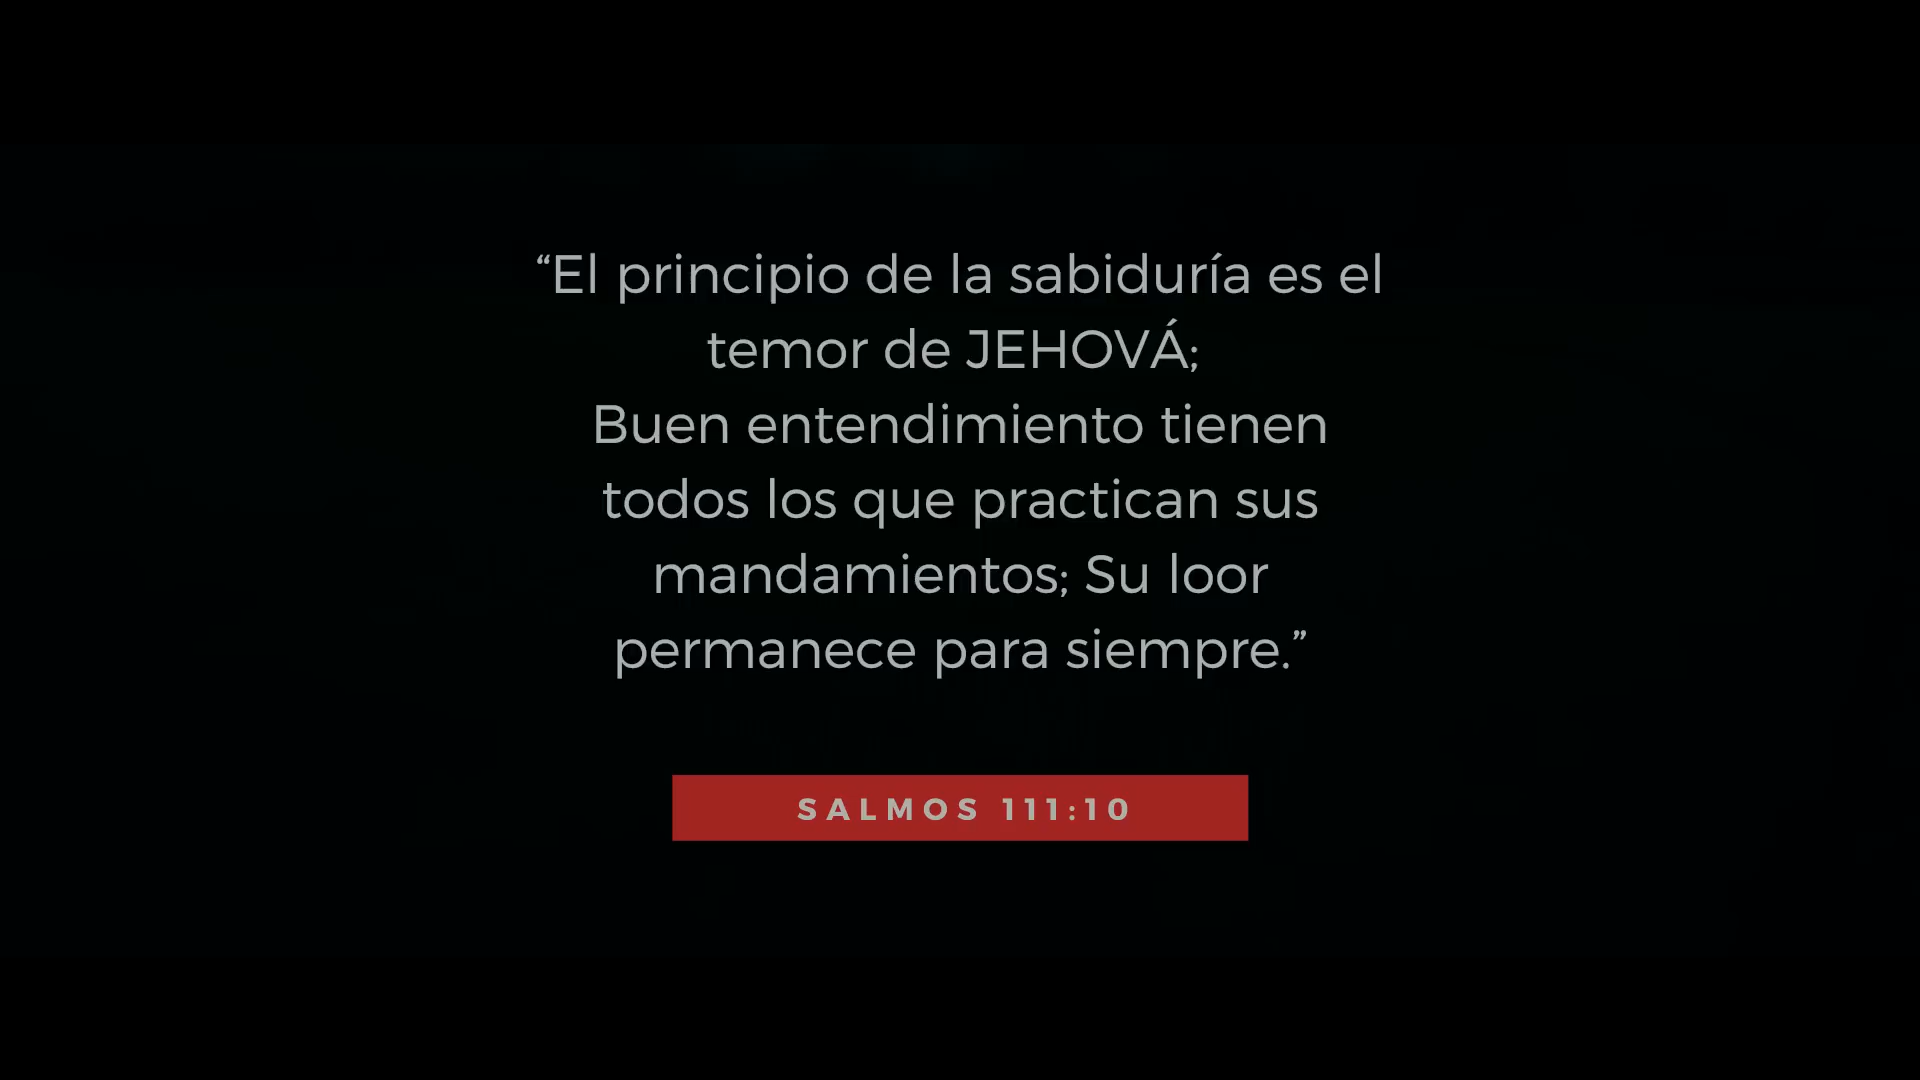 “El principio de la sabiduría es el
temor de JEHOVÁ;
Buen entendimiento tienen
todos los que practican sus
mandamientos; Su loor
permanece para siempre.”
SALMOS 111:10